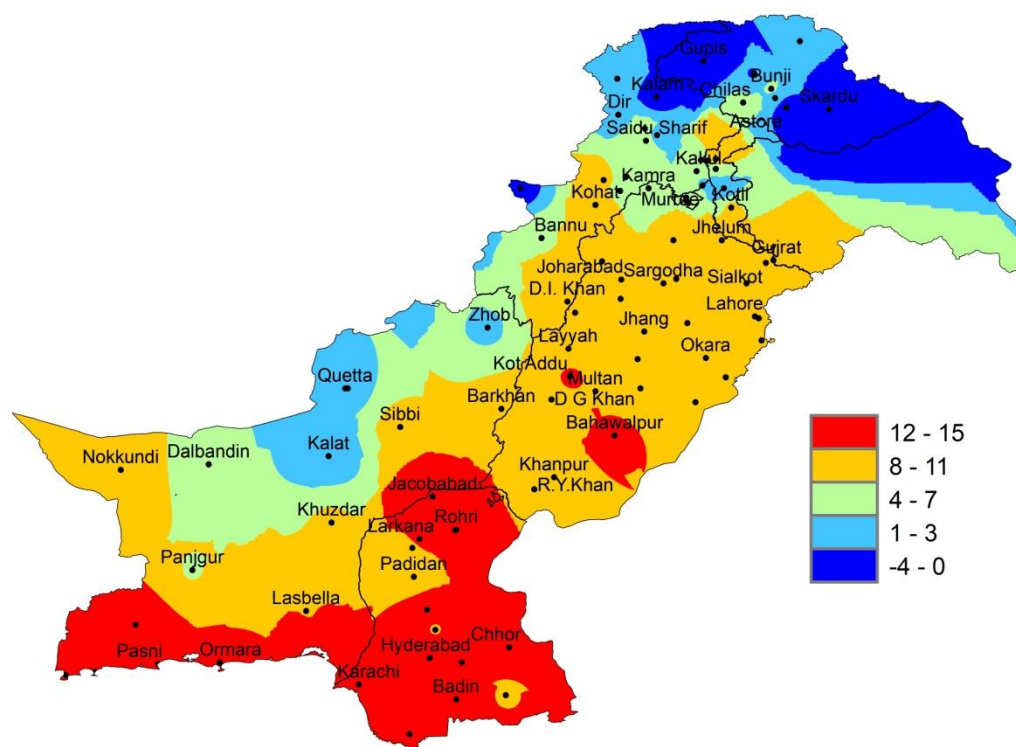 Gupis
Bunji
Kalam
Chilas
Skardu
Dir
Astore
Saidu Sharif
Kakul
Kamra
Kohat
Murree
Kotli
Bannu
Jhelum
Gujrat
Joharabad
Sargodha
Sialkot
D.I. Khan
Zhob
Lahore
Jhang
Layyah
Okara
Kot Addu
Quetta
Multan
Barkhan
D G Khan
Sibbi
Bahawalpur
Kalat
Dalbandin
Nokkundi
Khanpur
R.Y.Khan
Jacobabad
Khuzdar
Rohri
Larkana
Panjgur
Padidan
Lasbella
Chhor
Pasni
Ormara
Hyderabad
Karachi
Badin
12 - 15
8 - 11
4 - 7
1 - 3
-4 - 0